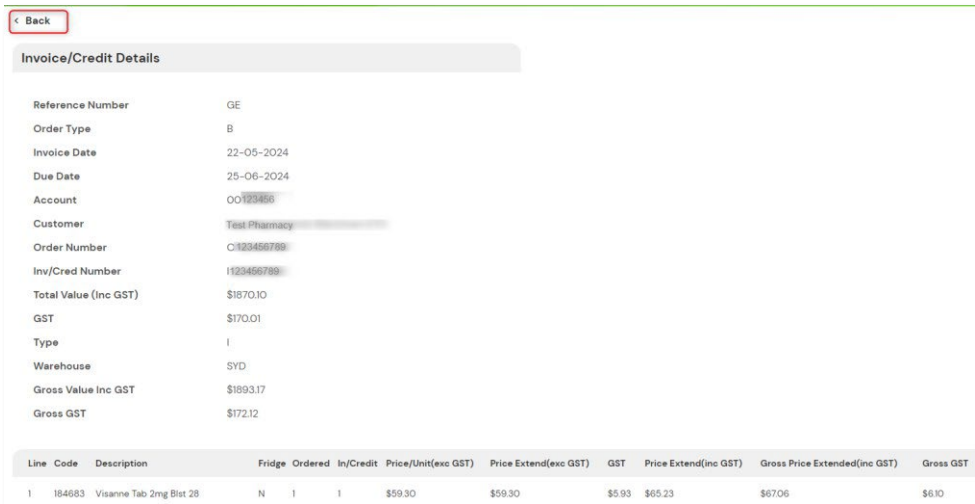 < Back
Invoice/Credit Details
Reference Number GE
Order Type B
Invoice Date 22-05-2024
Due Date 25-06-2024
Account 00123456
Customer Test Pharmacy
Order Number C123456789
Inv/Cred Number I123456789
Total Value (Inc GST) $1870.10
GST $170.01
Type I
Warehouse SYD
Gross Value Inc GST $1893.17
Gross GST $172.12
Line Code Description Fridge Ordered In/Credit Price/Unit(exc GST) Price Extend(exc GST) GST Price Extend(inc GST) Gross Price Extended(inc GST) Gross GST
1 184683 Visanne Tab 2mg Blst 28 N 1 1 $59.30 $59.30 $5.93 $65.23 $67.06 $6.10